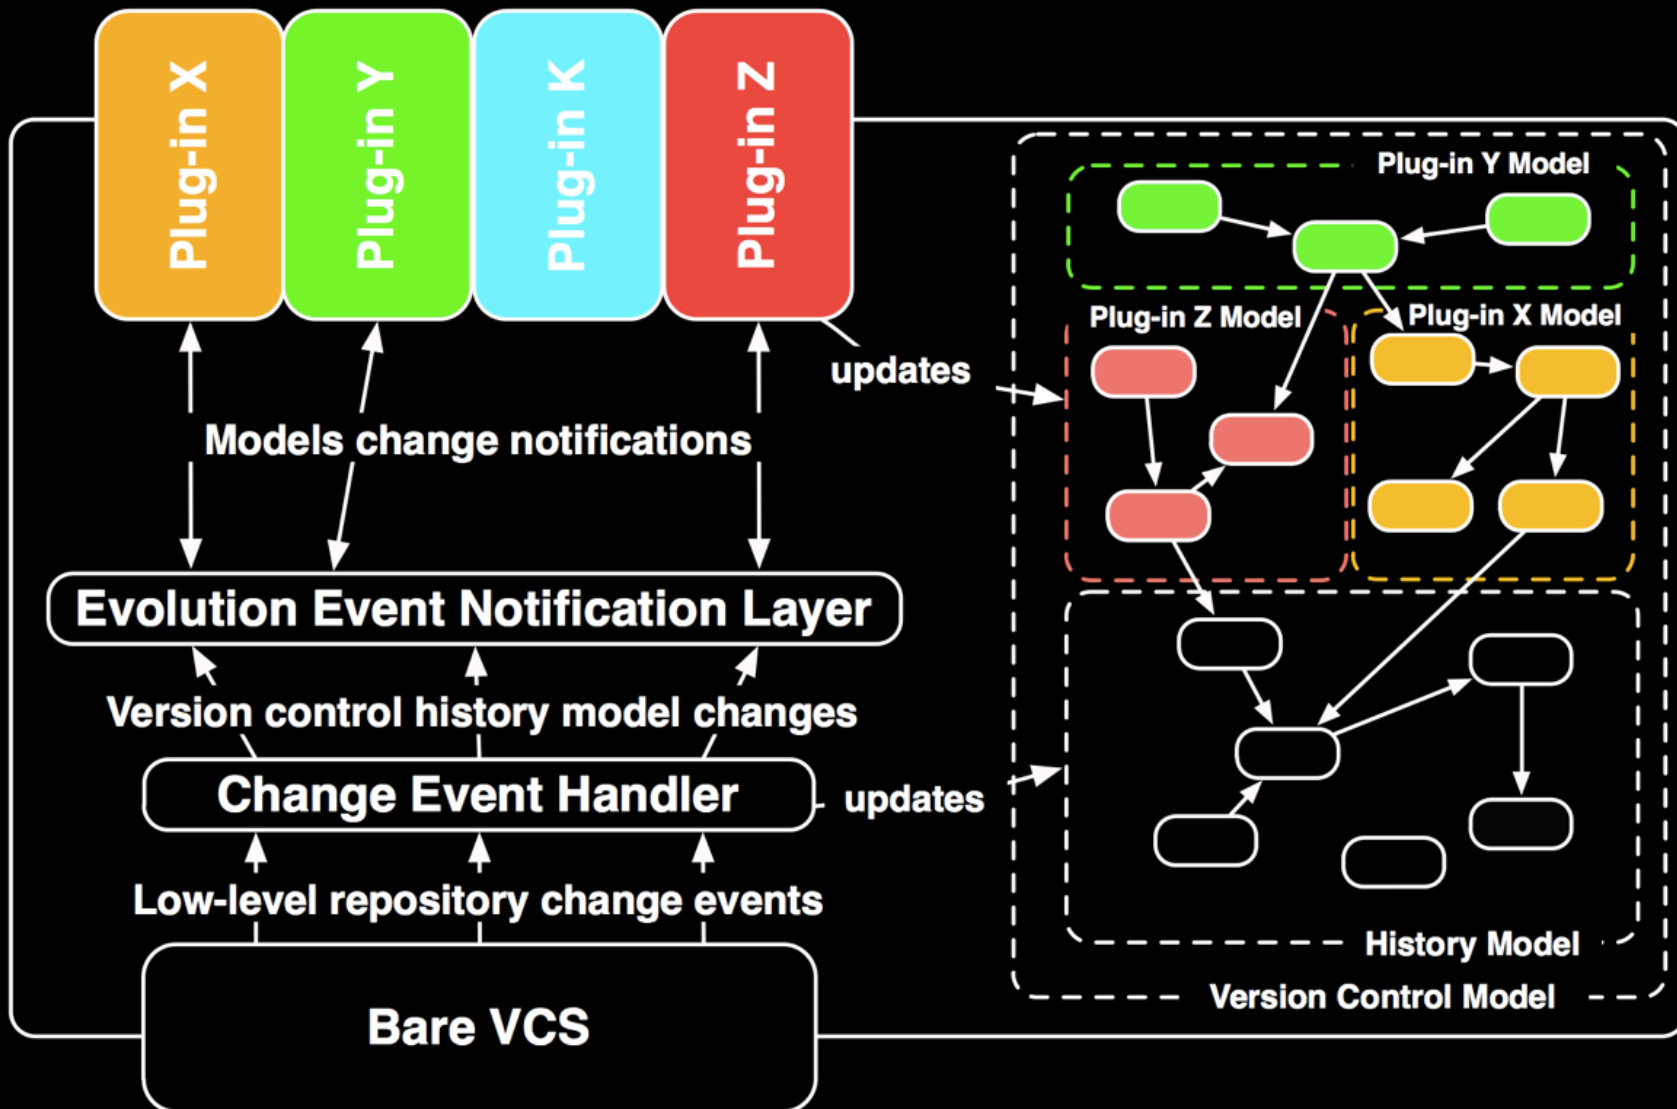 Plug-in X
Plug-in Y
Plug-in K
Plug-in Z
updates
Models change notifications
Evolution Event Notification Layer
Version control history model changes
Change Event Handler
updates
Low-level repository change events
Bare VCS
Plug-in Y Model
Plug-in Z Model
Plug-in X Model
History Model
Version Control Model